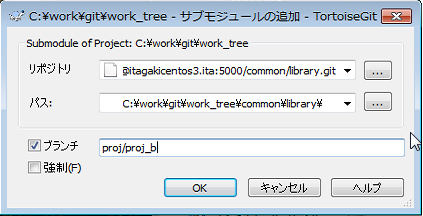 C:¥work¥git¥work_tree - サブモジュールの追加 - TortoiseGit
Submodule of Project: C:¥work¥git¥work_tree
リポジトリ @itagakicentos3.ita:5000/common/library.git ...
パス: C:¥work¥git¥work_tree¥common¥library¥ ...
ブランチ proj/proj_b
強制(F)
OK キャンセル ヘルプ